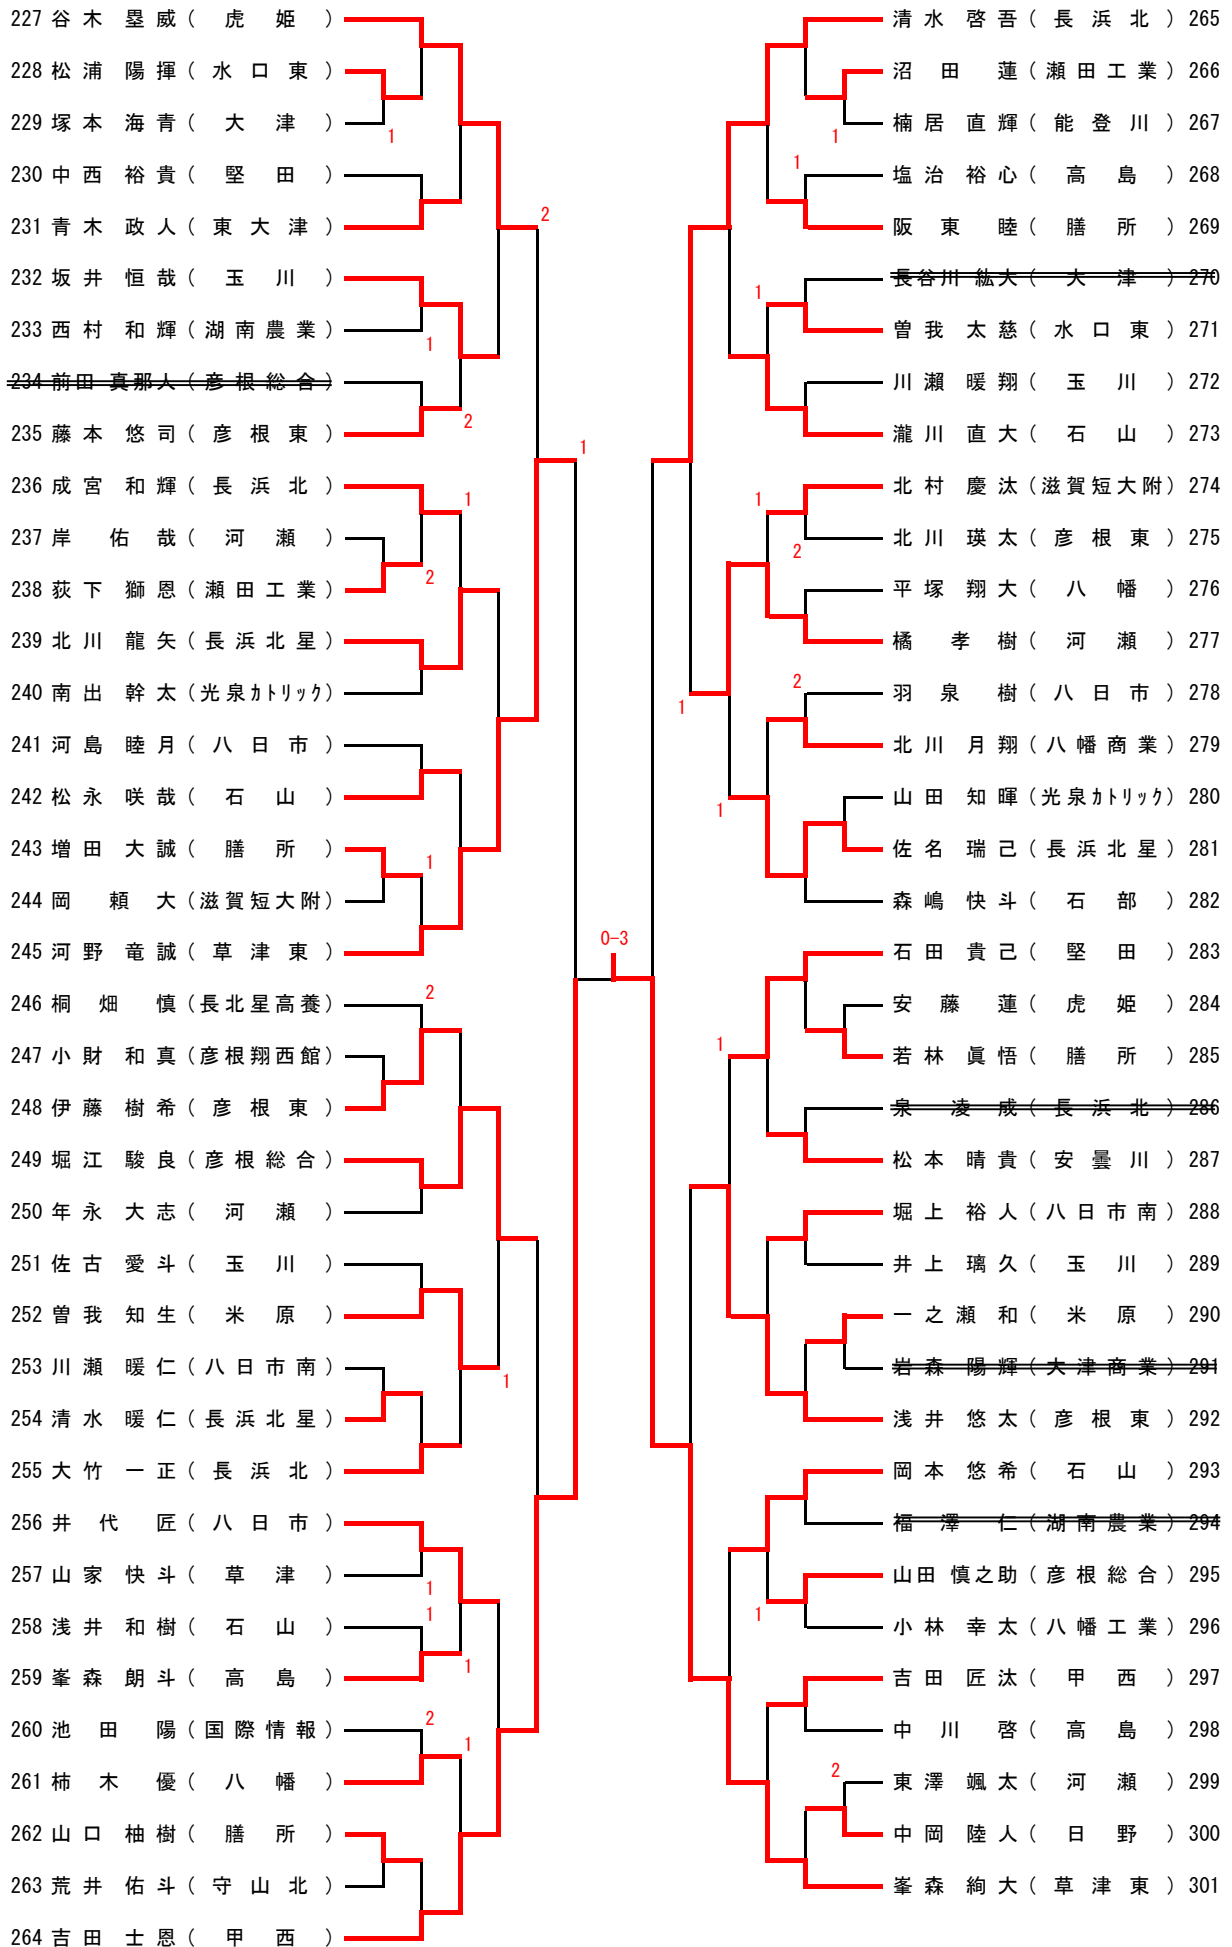 227 谷木 塁威 ( 虎姫 )
228 松浦 陽揮 ( 水口東 )
229 塚本 海青 ( 大津 )
1
230 中西 裕貴 ( 堅田 )
231 青木 政人 ( 東大津 )
2
232 坂井 恒哉 ( 玉川 )
233 西村 和輝 ( 湖南農業 )
1
234 前田 真那人 ( 彦根総合 )
235 藤本 悠司 ( 彦根東 )
2
1
236 成宮 和輝 ( 長浜北 )
1
237 岸 佑哉 ( 河瀬 )
238 荻下 獅恩 ( 瀬田工業 )
2
239 北川 龍矢 ( 長浜北星 )
240 南出 幹太 ( 光泉カトリック )
241 河島 睦月 ( 八日市 )
242 松永 咲哉 ( 石山 )
243 増田 大誠 ( 膳所 )
1
244 岡 頼大 ( 滋賀短大附 )
245 河野 竜誠 ( 草津東 )
0-3
246 桐畑 慎 ( 長北星高養 )
2
247 小財 和真 ( 彦根翔西館 )
248 伊藤 樹希 ( 彦根東 )
249 堀江 駿良 ( 彦根総合 )
250 年永 大志 ( 河瀬 )
251 佐古 愛斗 ( 玉川 )
252 曽我 知生 ( 米原 )
253 川瀬 暖仁 ( 八日市南 )
1
254 清水 暖仁 ( 長浜北星 )
255 大竹 一正 ( 長浜北 )
256 井代 匠 ( 八日市 )
257 山家 快斗 ( 草津 )
1
1
258 浅井 和樹 ( 石山 )
1
259 峯森 朗斗 ( 高島 )
260 池田 陽 ( 国際情報 )
2
1
261 柿木 優 ( 八幡 )
262 山口 柚樹 ( 膳所 )
263 荒井 佑斗 ( 守山北 )
264 吉田 士恩 ( 甲西 )
清水 啓吾 ( 長浜北 ) 265
沼田 蓮 ( 瀬田工業 ) 266
楠居 直輝 ( 能登川 ) 267
1
1
塩治 裕心 ( 高島 ) 268
阪東 睦 ( 膳所 ) 269
長谷川 紘大 ( 大津 ) 270
1
曽我 太慈 ( 水口東 ) 271
川瀬 暖翔 ( 玉川 ) 272
瀧川 直大 ( 石山 ) 273
北村 慶汰 ( 滋賀短大附 ) 274
1
北川 瑛太 ( 彦根東 ) 275
2
平塚 翔大 ( 八幡 ) 276
橘 孝樹 ( 河瀬 ) 277
2
羽泉 樹 ( 八日市 ) 278
1
北川 月翔 ( 八幡商業 ) 279
山田 知暉 ( 光泉カトリック ) 280
1
佐名 瑞己 ( 長浜北星 ) 281
森嶋 快斗 ( 石部 ) 282
石田 貴己 ( 堅田 ) 283
安藤 蓮 ( 虎姫 ) 284
1
若林 眞悟 ( 膳所 ) 285
泉 凌成 ( 長浜北 ) 286
松本 晴貴 ( 安曇川 ) 287
堀上 裕人 ( 八日市南 ) 288
井上 璃久 ( 玉川 ) 289
一之瀬 和 ( 米原 ) 290
岩森 陽輝 ( 大津商業 ) 291
浅井 悠太 ( 彦根東 ) 292
岡本 悠希 ( 石山 ) 293
福澤 仁 ( 湖南農業 ) 294
山田 慎之助 ( 彦根総合 ) 295
1
小林 幸太 ( 八幡工業 ) 296
吉田 匠汰 ( 甲西 ) 297
中川 啓 ( 高島 ) 298
2
東澤 颯太 ( 河瀬 ) 299
中岡 陸人 ( 日野 ) 300
峯森 絢大 ( 草津東 ) 301